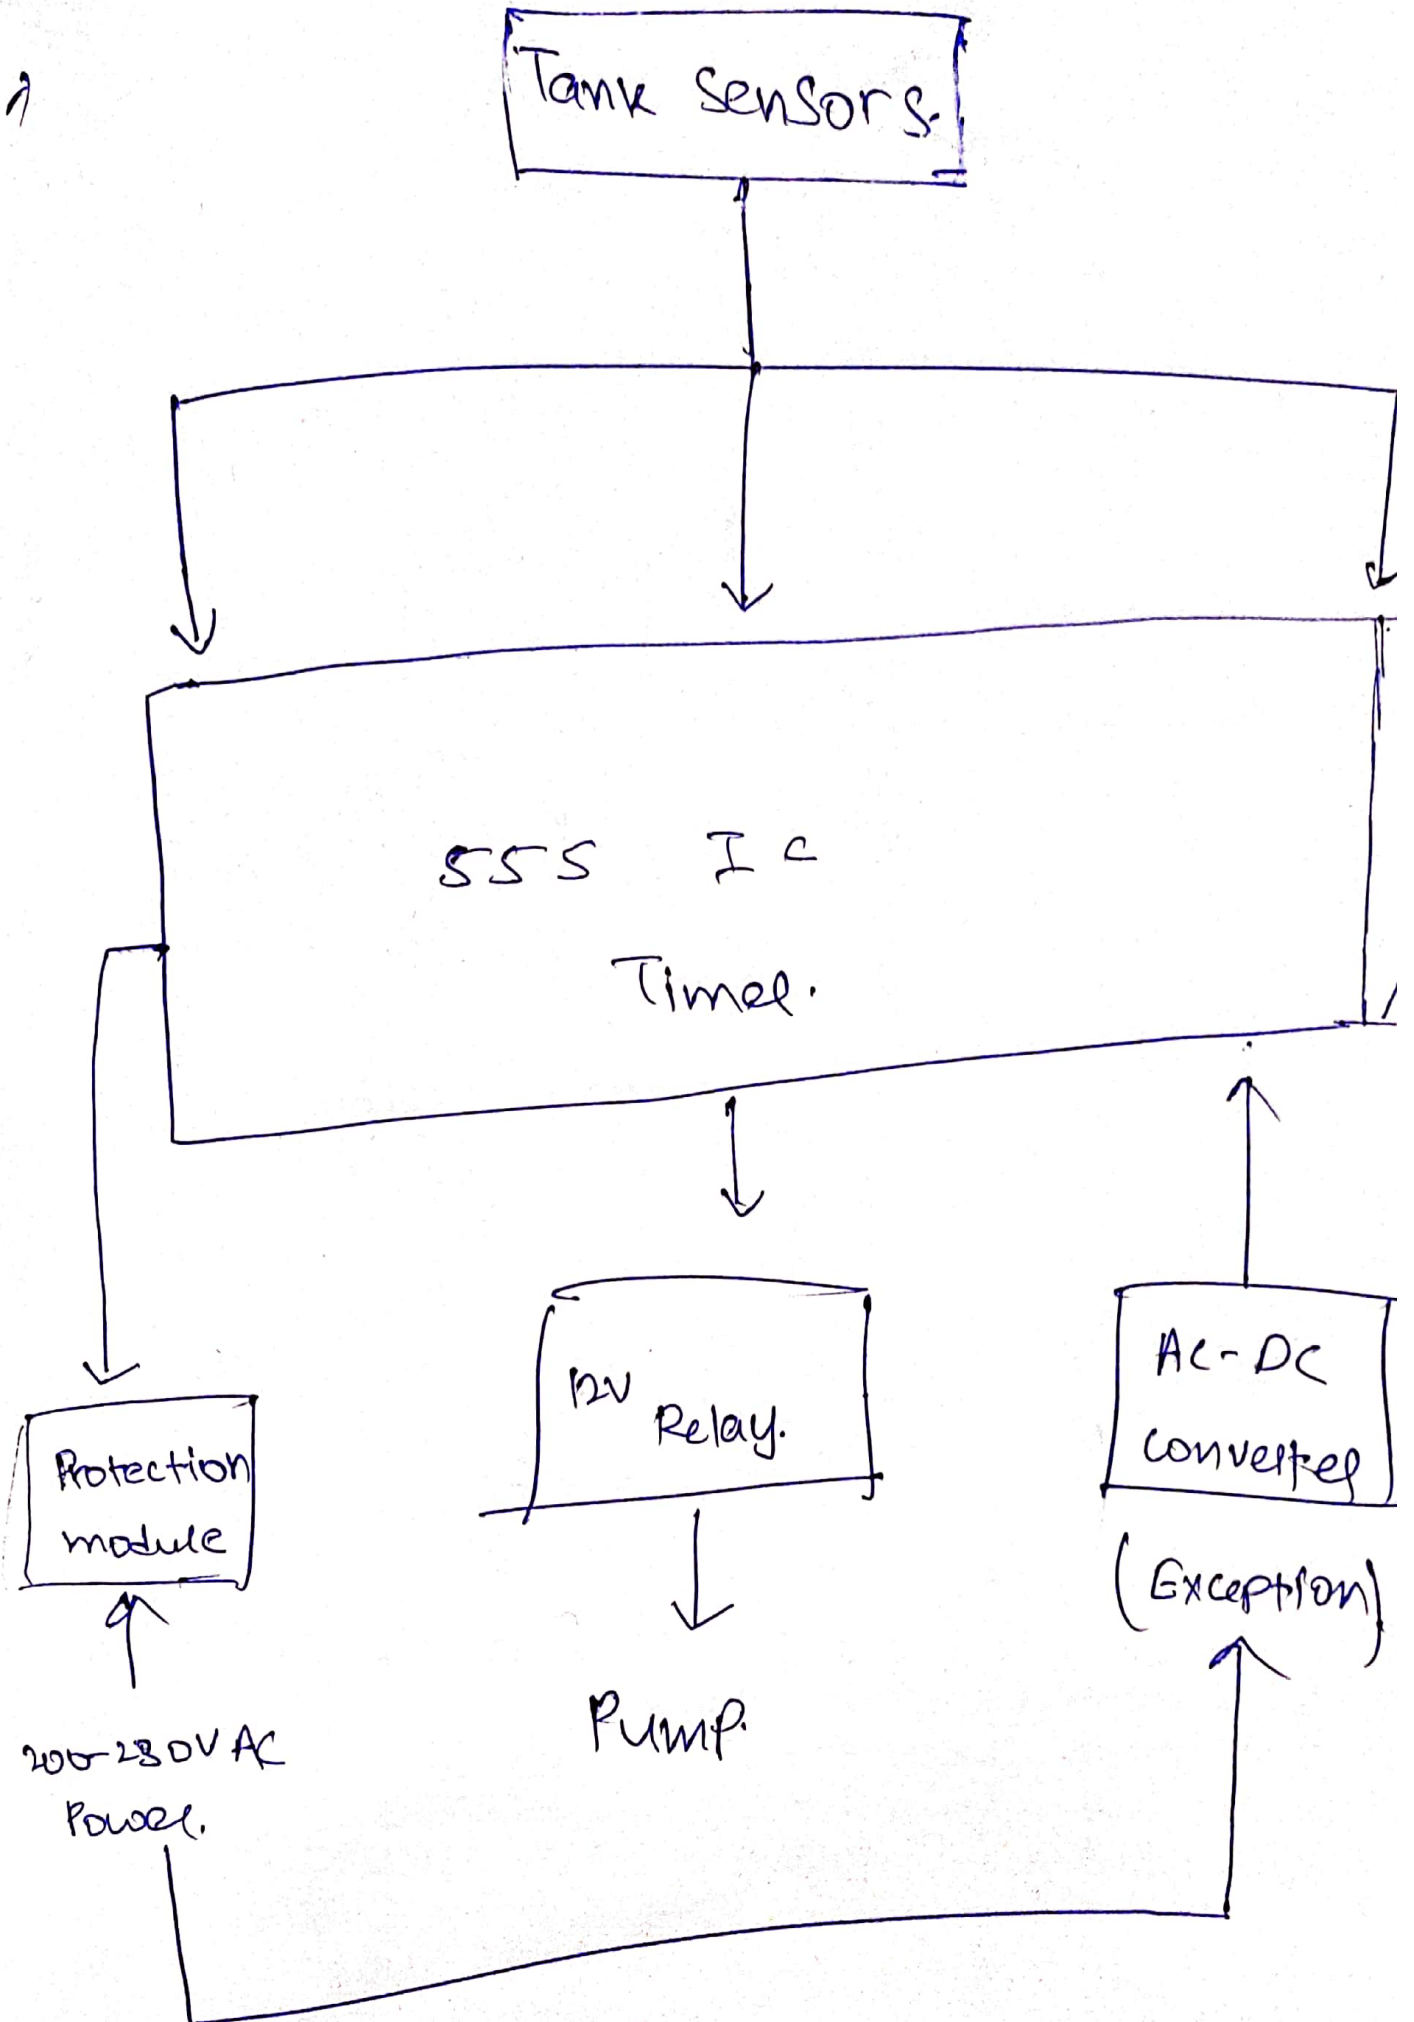 Tank Sensors.
555 IC
Timer.
12V
Relay.
AC-DC
Converter
Protection
module
(Exception)
Pump.
200-230V AC
Power.